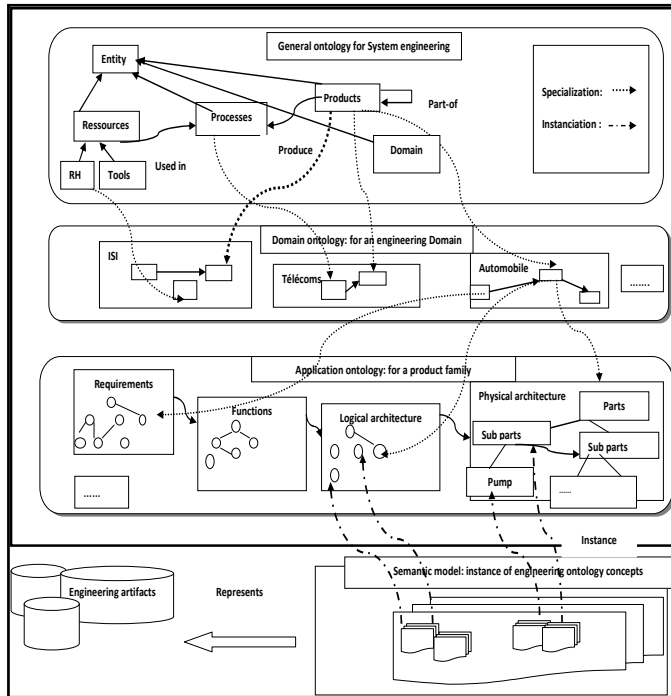 General ontology for System engineering
Entity
Products
Part-of
Specialization:
Instanciation :
Ressources
Processes
Produce
Domain
RH
Tools
Used in
Domain ontology: for an engineering Domain
ISI
Télécoms
Automobile
.......
Application ontology: for a product family
Requirements
Functions
Logical architecture
Physical architecture
Parts
Sub parts
Sub parts
Pump
......
......
Instance
Semantic model: instance of engineering ontology concepts
Engineering artifacts
Represents